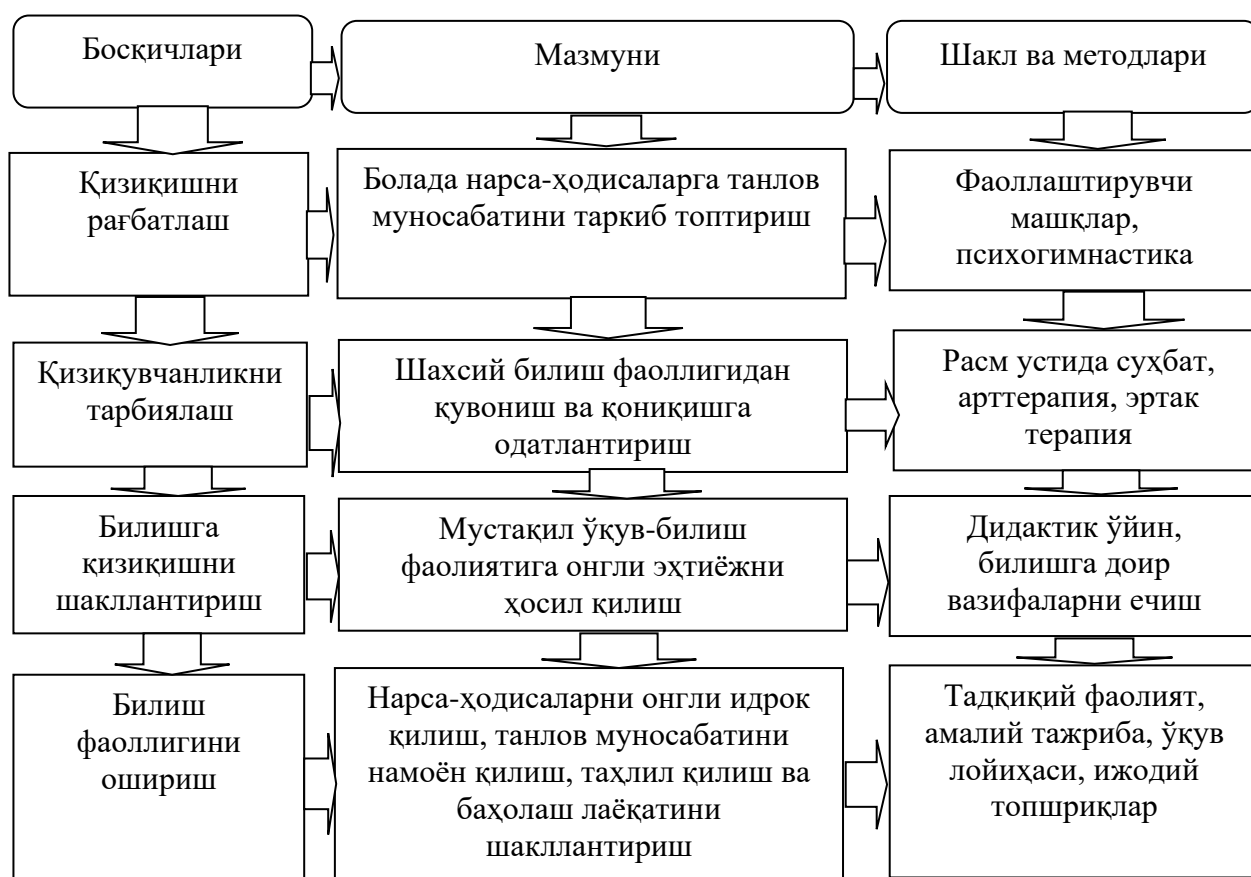 Босқичлари
Мазмуни
Шакл ва методлари
Қизиқишни
рағбатлаш
Болада нарса-ҳодисаларга танлов
муносабатини таркиб топтириш
Фаоллаштирувчи
машқлар,
психогимнастика
Қизиқувчанликни
тарбиялаш
Шахсий билиш фаоллигидан
қувониш ва қониқишга
одатлантириш
Расм устида суҳбат,
арттерапия, эртак
терапия
Билишга
қизиқишни
шакллантириш
Мустақил ўқув-билиш
фаолиятига онгли эҳтиёжни
ҳосил қилиш
Дидактик ўйин,
билишга доир
вазифаларни ечиш
Билиш
фаоллигини
ошириш
Нарса-ҳодисаларни онгли идрок
қилиш, танлов муносабатини
намоён қилиш, таҳлил қилиш ва
баҳолаш лаёқатини
шакллантириш
Тадқиқий фаолият,
амалий тажриба, ўқув
лойиҳаси, ижодий
топшриқлар